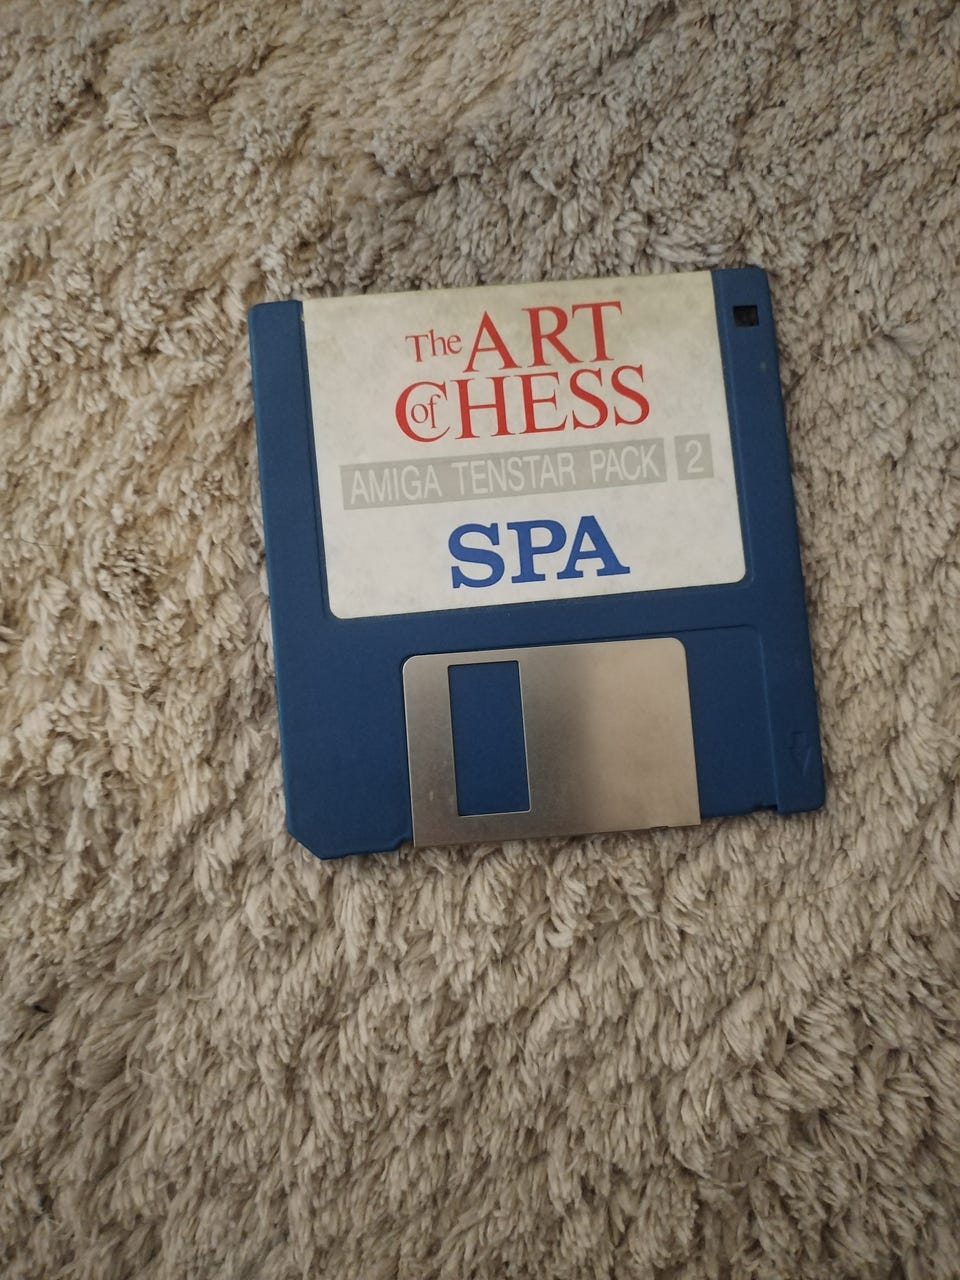 The ART
of CHESS
AMIGA TENSTAR PACK 2
SPA